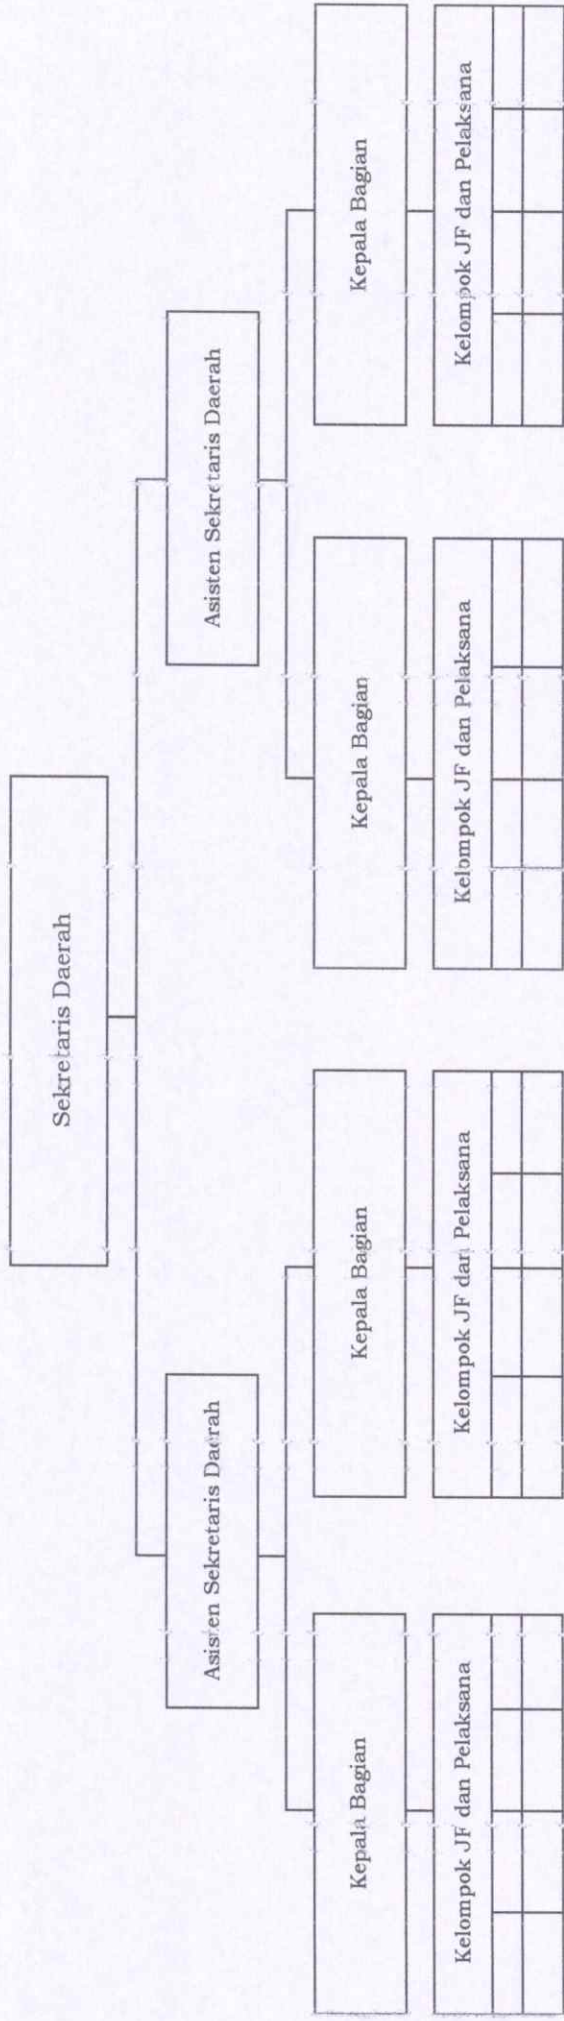 Sekretaris Daerah
Asisten Sekretaris Daerah
Asisten Sekretaris Daerah
Kepala Bagian
Kepala Bagian
Kepala Bagian
Kepala Bagian
Kelompok JF dan Pelaksana
Kelompok JF dan Pelaksana
Kelompok JF dan Pelaksana
Kelompok JF dan Pelaksana